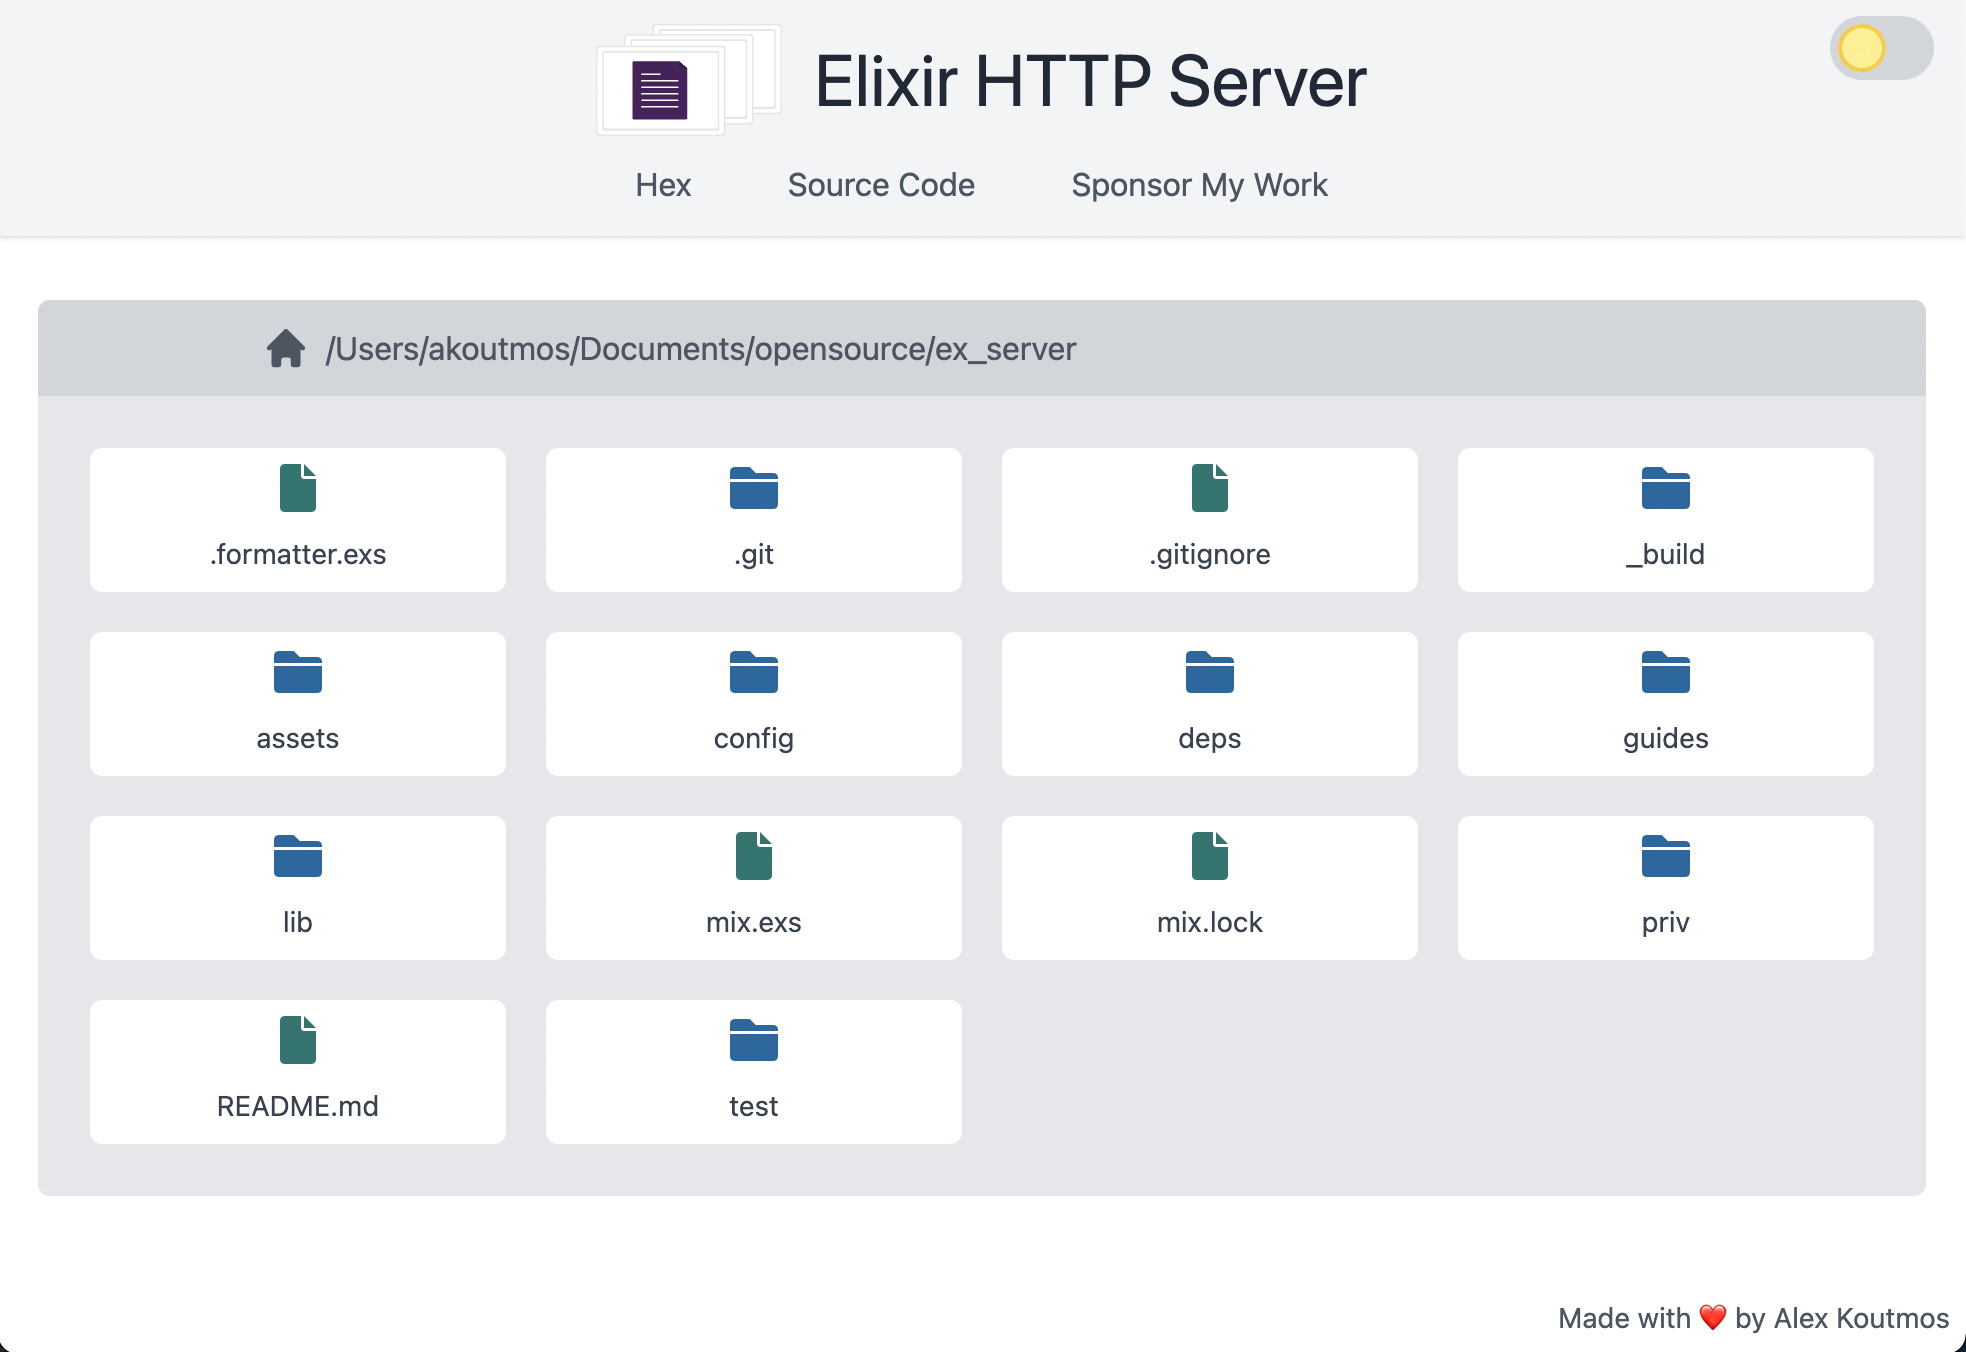 Elixir HTTP Server
Hex Source Code Sponsor My Work
/Users/akoutmos/Documents/opensource/ex_server
.formatter.exs .git .gitignore _build
assets config deps guides
lib mix.exs mix.lock priv
README.md test
Made with ❤️ by Alex Koutmos